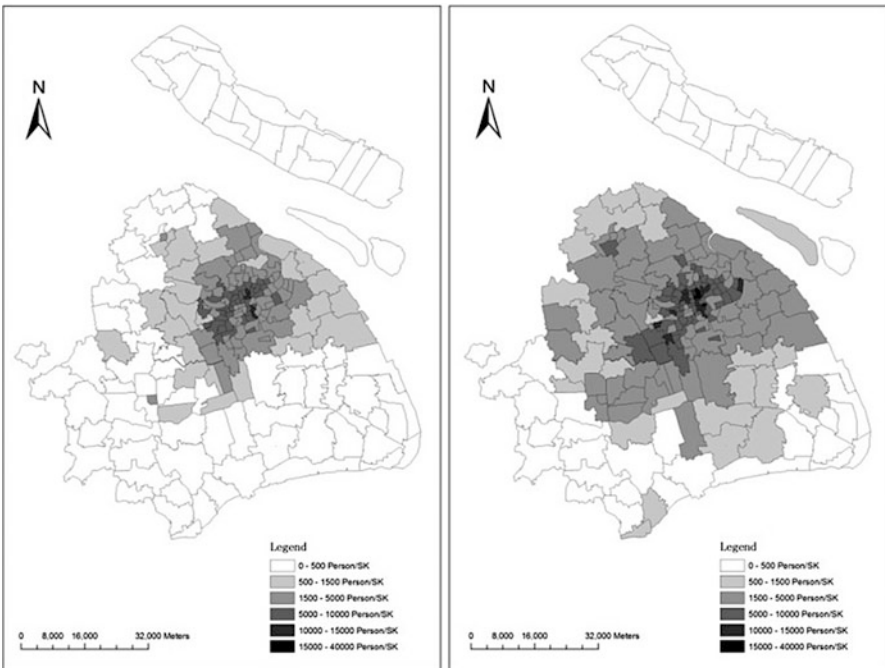 N
Legend
0 - 500 Person/SK
500 - 1500 Person/SK
1500 - 5000 Person/SK
5000 - 10000 Person/SK
10000 - 15000 Person/SK
15000 - 40000 Person/SK
0 8,000 16,000 32,000 Meters
N
Legend
0 - 500 Person/SK
500 - 1500 Person/SK
1500 - 5000 Person/SK
5000 - 10000 Person/SK
10000 - 15000 Person/SK
15000 - 40000 Person/SK
0 8,000 16,000 32,000 Meters